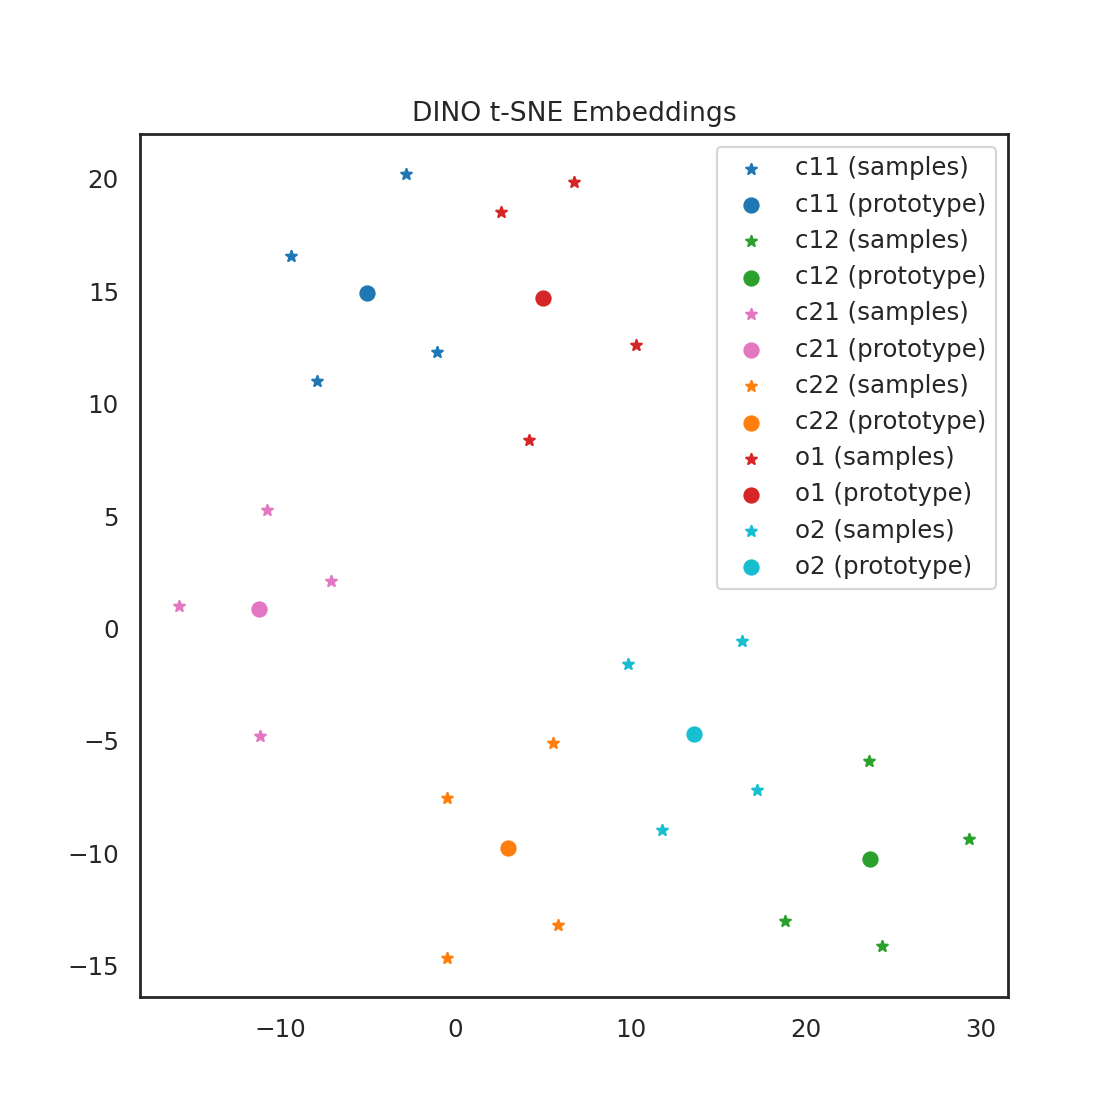 DINO t-SNE Embeddings
c11 (samples)
c11 (prototype)
c12 (samples)
c12 (prototype)
c21 (samples)
c21 (prototype)
c22 (samples)
c22 (prototype)
o1 (samples)
o1 (prototype)
o2 (samples)
o2 (prototype)
20
15
10
5
0
−5
−10
−15
−10 0 10 20 30